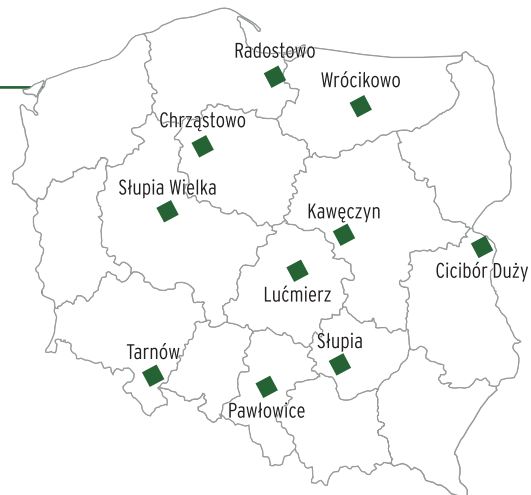 Radostowo
Wrócikowo
Chrząstowo
Słupia Wielka
Kawęczyn
Cicibór Duży
Lućmierz
Słupia
Tarnów
Pawłowice